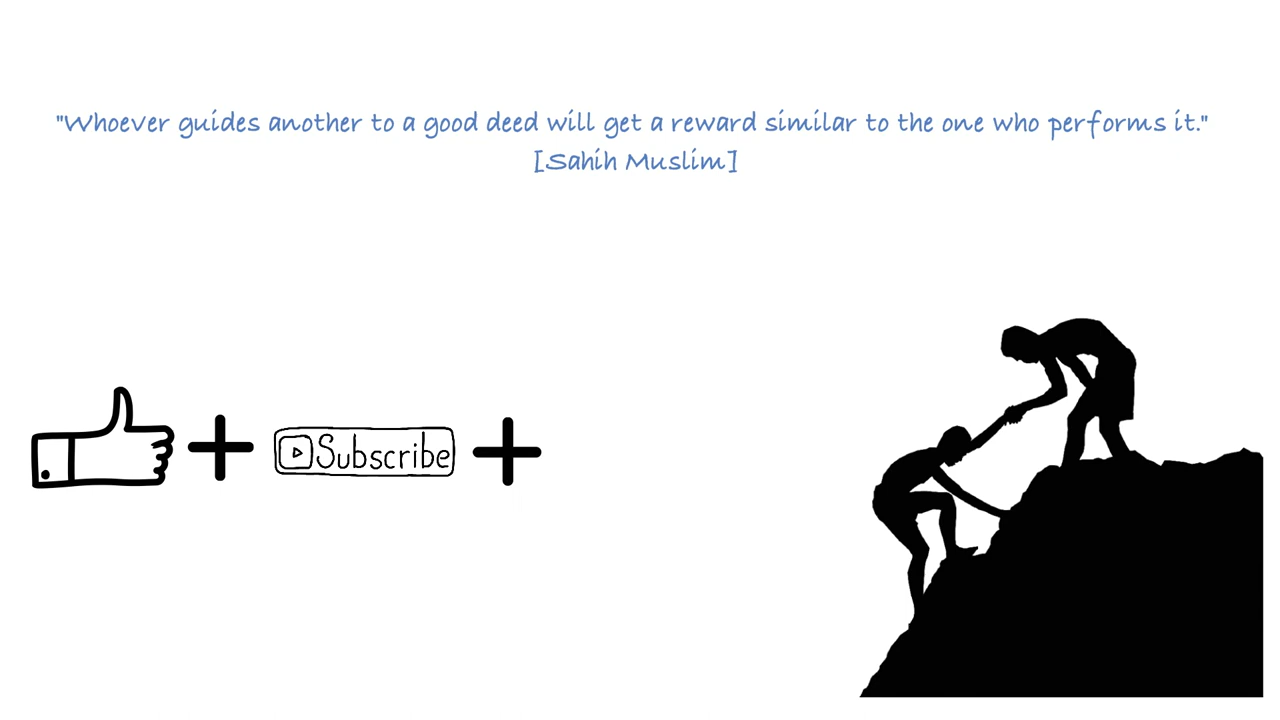 "Whoever guides another to a good deed will get a reward similar to the one who performs it."
[Sahih Muslim]
Subscribe